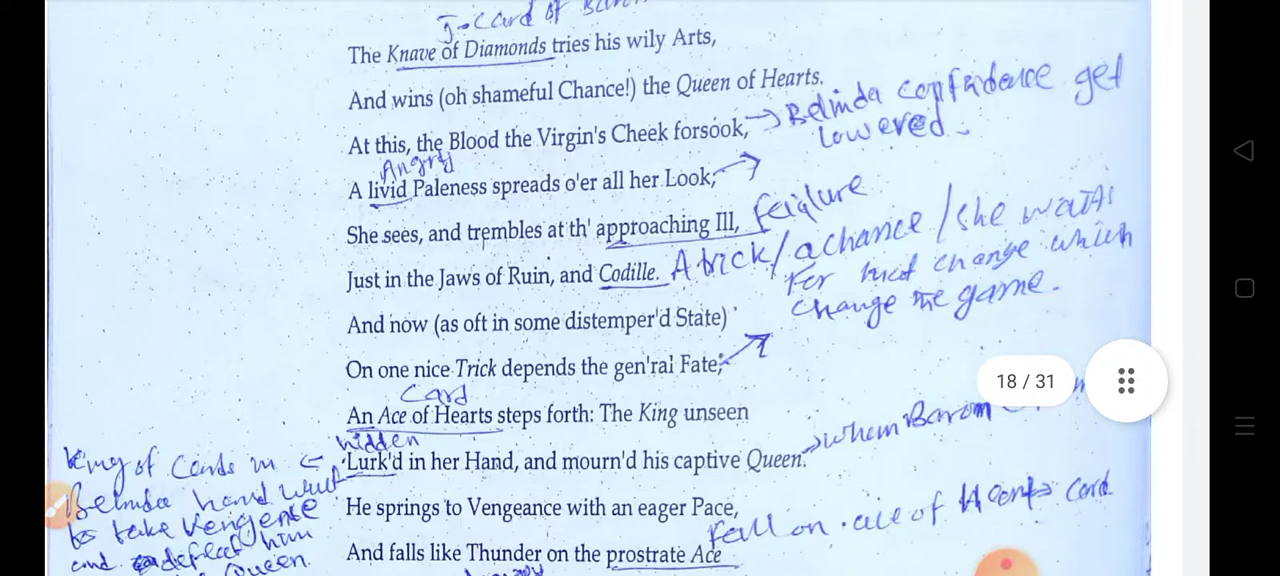 J-Card of
The Knave of Diamonds tries his wily Arts,
And wins (oh shameful Chance!) the Queen of Hearts.
At this, the Blood the Virgin's Cheek forsook, → Belinda confidence get
lowered.
Angry
A livid Paleness spreads o'er all her Look;
She sees, and trembles at th' approaching Ill, feiglure
Just in the Jaws of Ruin, and Codille. A trick/achance/she waits
For that change which
change the game.
And now (as oft in some distemper'd State)
On one nice Trick depends the gen'ral Fate;
Card
An Ace of Hearts steps forth: The King unseen
18 / 31
hidden
Lurk'd in her Hand, and mourn'd his captive Queen. whem Barom
King of Cards in
Belinda hand
to take vengence
and defeat him
Queen.
He springs to Vengeance with an eager Pace,
fall on ace of Hearts card
And falls like Thunder on the prostrate Ace